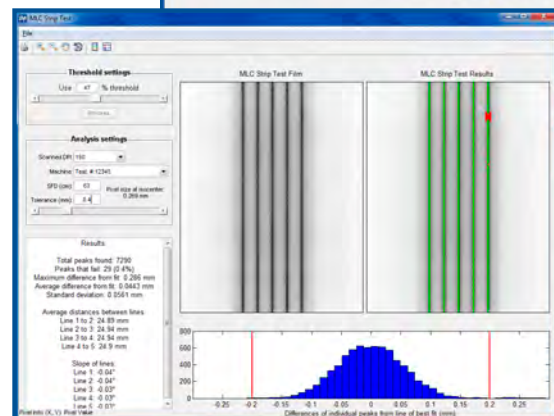 MLC Strip Test
File
Threshold settings
Use 47 % threshold
Analysis settings
Scanned DPI 150
Machine Test, #:12345
SFD (cm) 63
Pixel size at isocenter:
0.269 mm
Tolerance (mm) 0.4
Results
Total peaks found: 7290
Peaks that fail: 29 (0.4%)
Maximum difference from fit: 0.286 mm
Average difference from fit: 0.0443 mm
Standard deviation: 0.0561 mm
Average distances between lines
Line 1 to 2: 24.89 mm
Line 2 to 3: 24.94 mm
Line 3 to 4: 24.94 mm
Line 4 to 5: 24.9 mm
Slope of lines:
Line 1: -0.04°
Line 2: -0.04°
Line 3: -0.03°
Line 4: -0.03°
Line 5: -0.03°
Pixel info: (X, Y) Pixel Value
MLC Strip Test Film
MLC Strip Test Results
800
600
400
200
0
-0.25 -0.2 -0.15 -0.1 -0.05 0 0.05 0.1 0.15 0.2 0.25
Differences of individual peaks from line of best fit (mm)